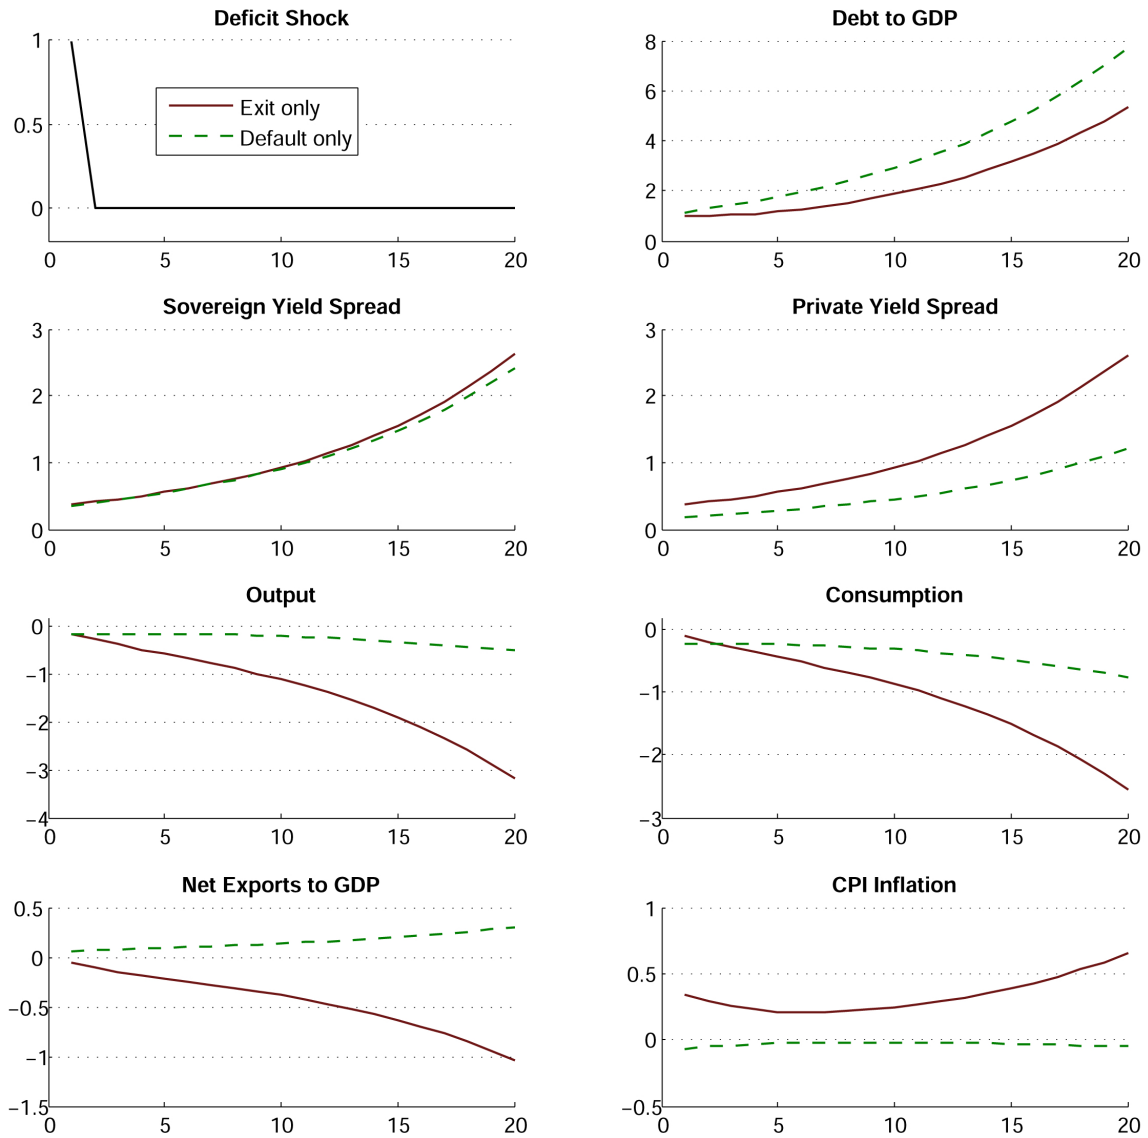 Deficit Shock
1
0.5
0
0 5 10 15 20
Exit only
Default only
Debt to GDP
8
6
4
2
0
0 5 10 15 20
Sovereign Yield Spread
3
2
1
0
0 5 10 15 20
Private Yield Spread
3
2
1
0
0 5 10 15 20
Output
0
−1
−2
−3
−4
0 5 10 15 20
Consumption
0
−1
−2
−3
0 5 10 15 20
Net Exports to GDP
0.5
0
−0.5
−1
−1.5
0 5 10 15 20
CPI Inflation
1
0.5
0
−0.5
0 5 10 15 20